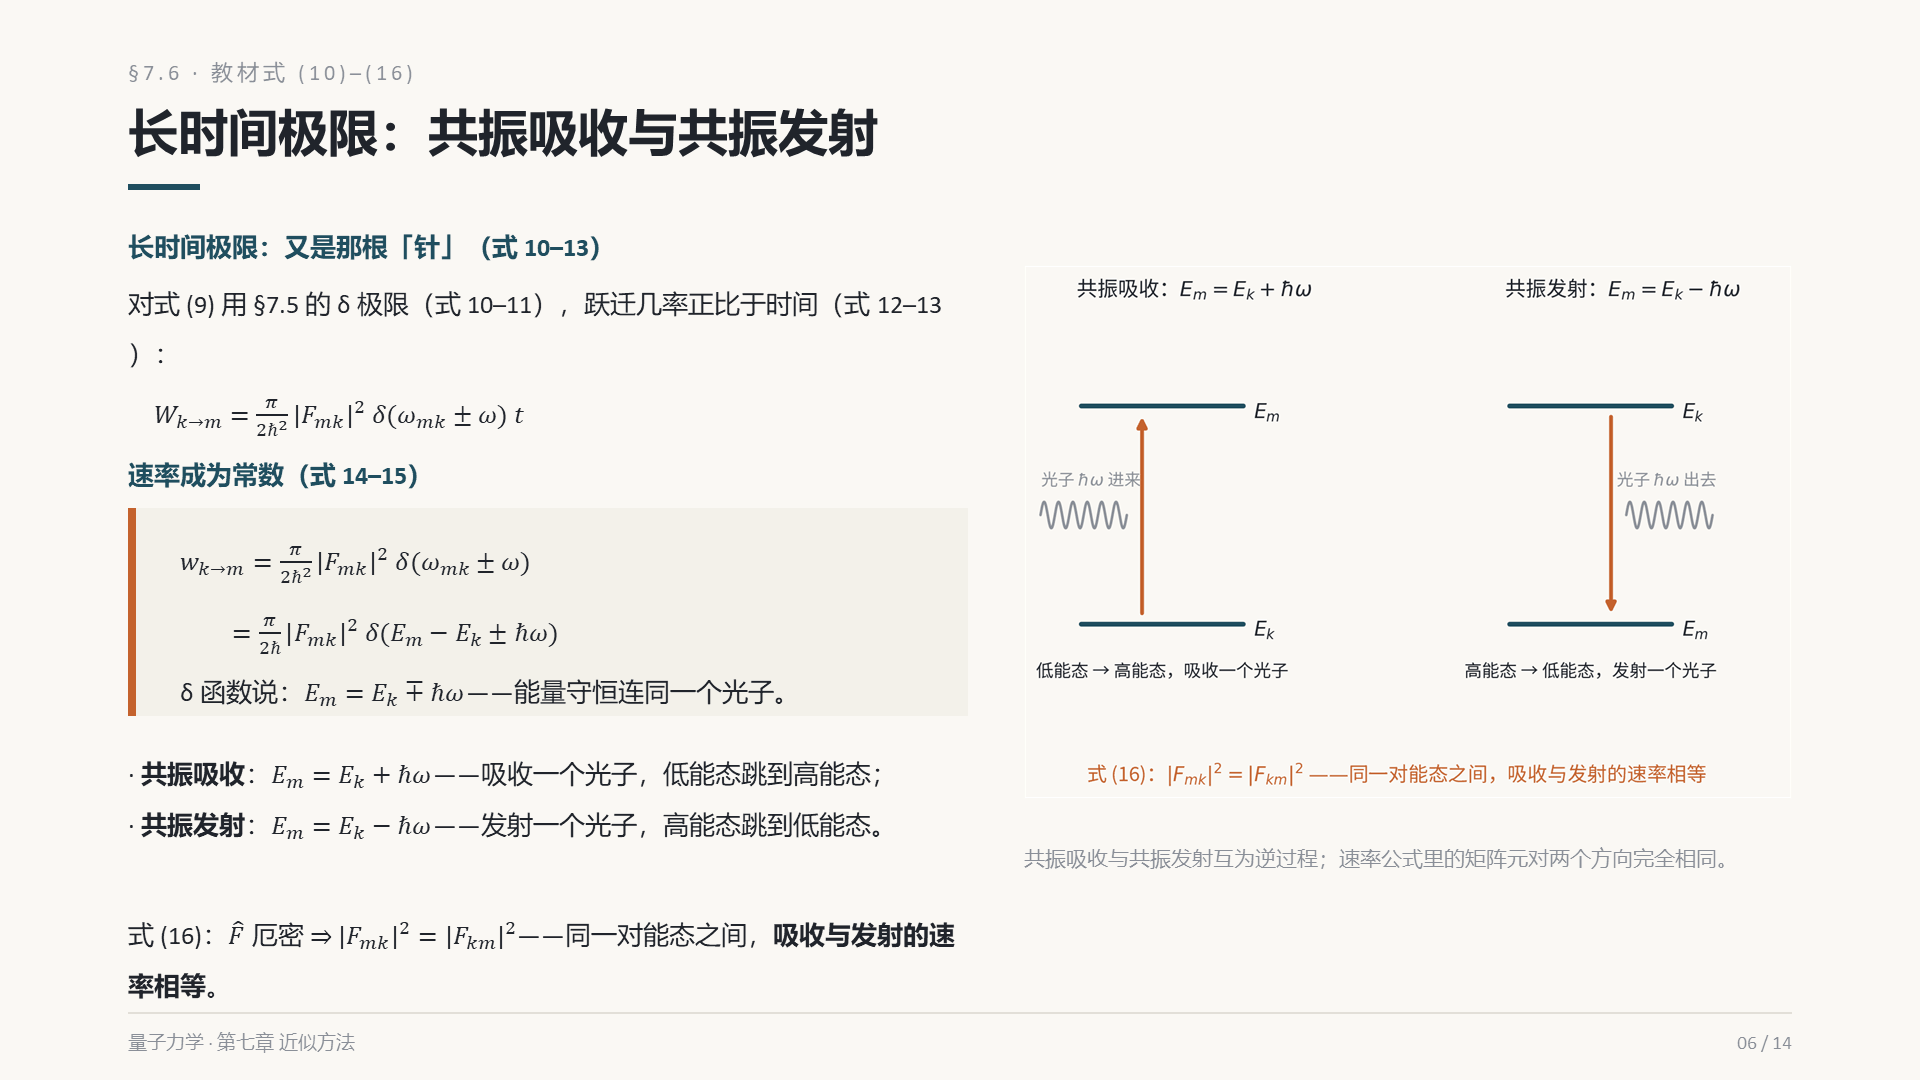 §7.6 · 教材式 (10)–(16)
长时间极限：共振吸收与共振发射
长时间极限：又是那根「针」（式 10–13）
对式 (9) 用 §7.5 的 δ 极限（式 10–11），跃迁几率正比于时间（式 12–13
）：
W_{k→m} = \frac{π}{2ℏ²}|F_{mk}|² δ(ω_{mk} ± ω) t
速率成为常数（式 14–15）
w_{k→m} = \frac{π}{2ℏ²}|F_{mk}|² δ(ω_{mk} ± ω)
= \frac{π}{2ℏ}|F_{mk}|² δ(E_m − E_k ± ℏω)
δ 函数说：E_m = E_k ∓ ℏω——能量守恒连同一个光子。
· 共振吸收：E_m = E_k + ℏω——吸收一个光子，低能态跳到高能态；
· 共振发射：E_m = E_k − ℏω——发射一个光子，高能态跳到低能态。
式 (16)：F̂ 厄密 ⇒ |F_{mk}|² = |F_{km}|²——同一对能态之间，吸收与发射的速
率相等。
共振吸收：E_m = E_k + ℏω
E_m
光子 ℏω 进来
E_k
低能态 → 高能态，吸收一个光子
共振发射：E_m = E_k − ℏω
E_k
光子 ℏω 出去
E_m
高能态 → 低能态，发射一个光子
式 (16)：|F_{mk}|² = |F_{km}|² ——同一对能态之间，吸收与发射的速率相等
共振吸收与共振发射互为逆过程；速率公式里的矩阵元对两个方向完全相同。
量子力学 · 第七章 近似方法
06 / 14